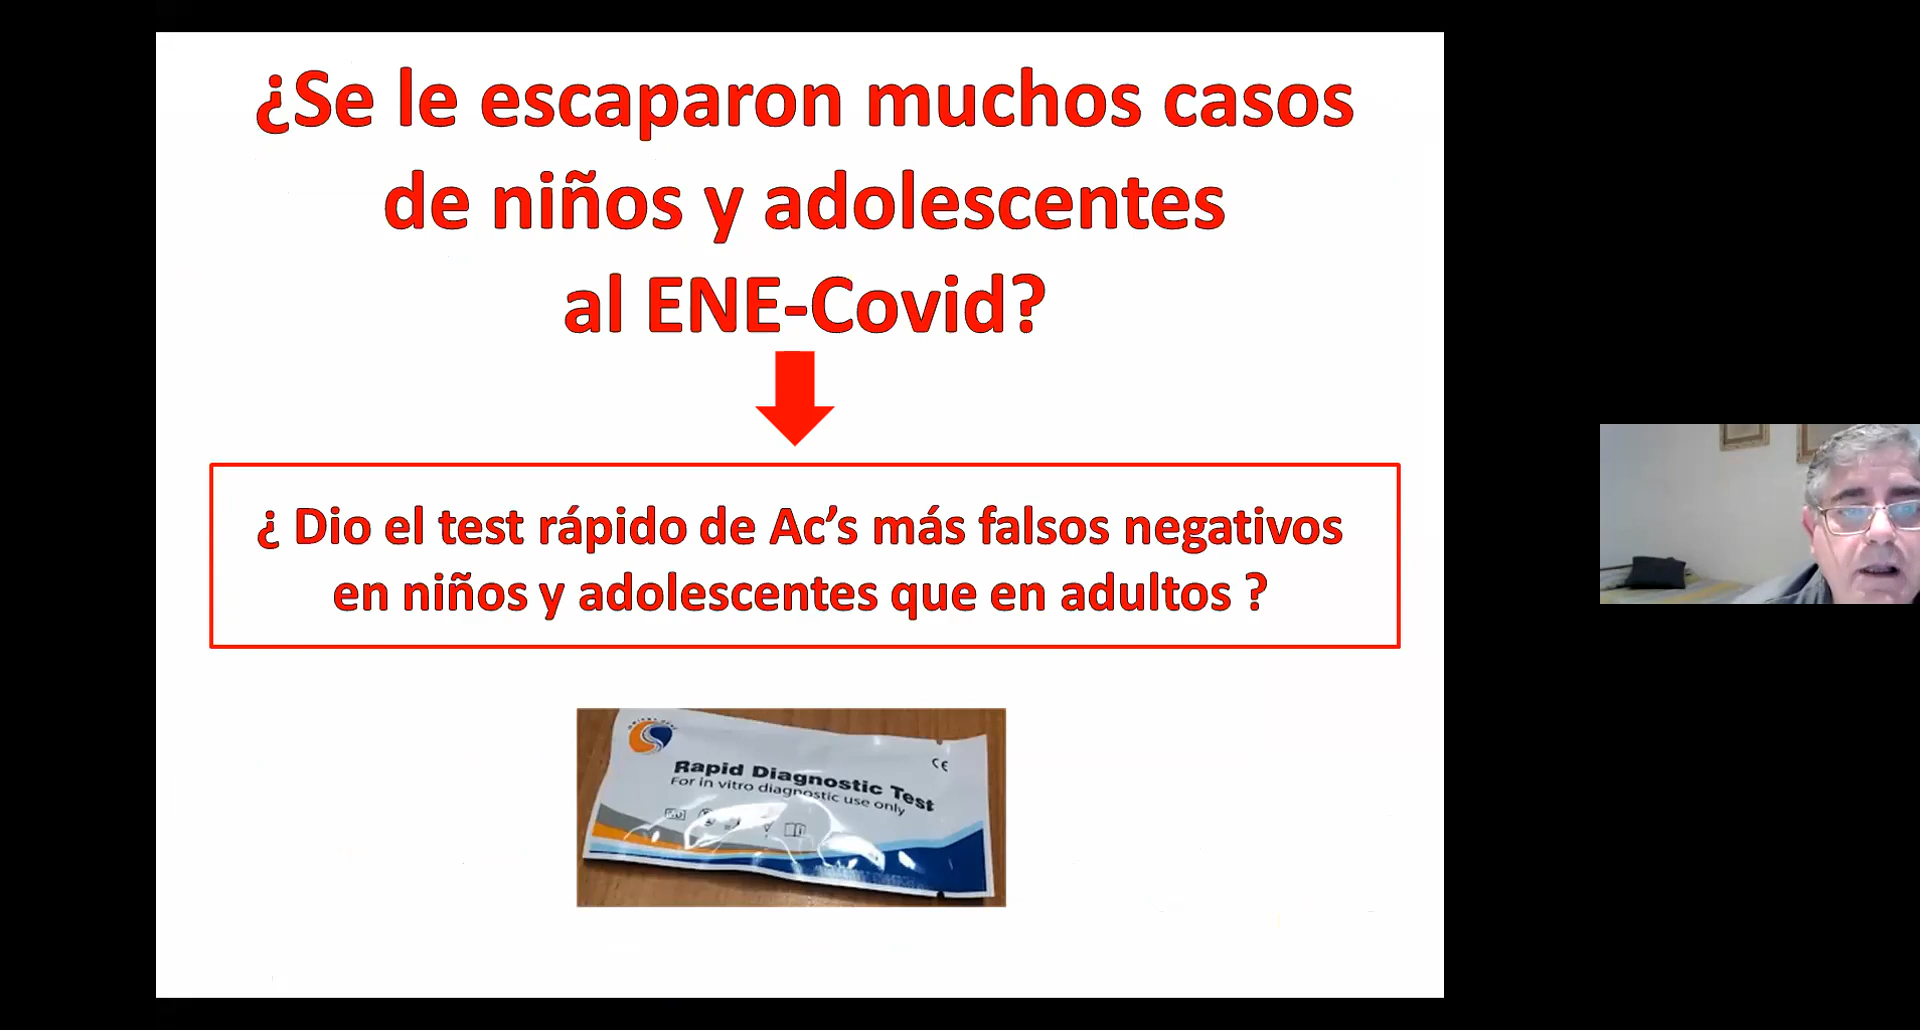 ¿Se le escaparon muchos casos
de niños y adolescentes
al ENE-Covid?
¿ Dio el test rápido de Ac's más falsos negativos
en niños y adolescentes que en adultos ?
CE
Rapid Diagnostic Test
For in vitro diagnostic use only